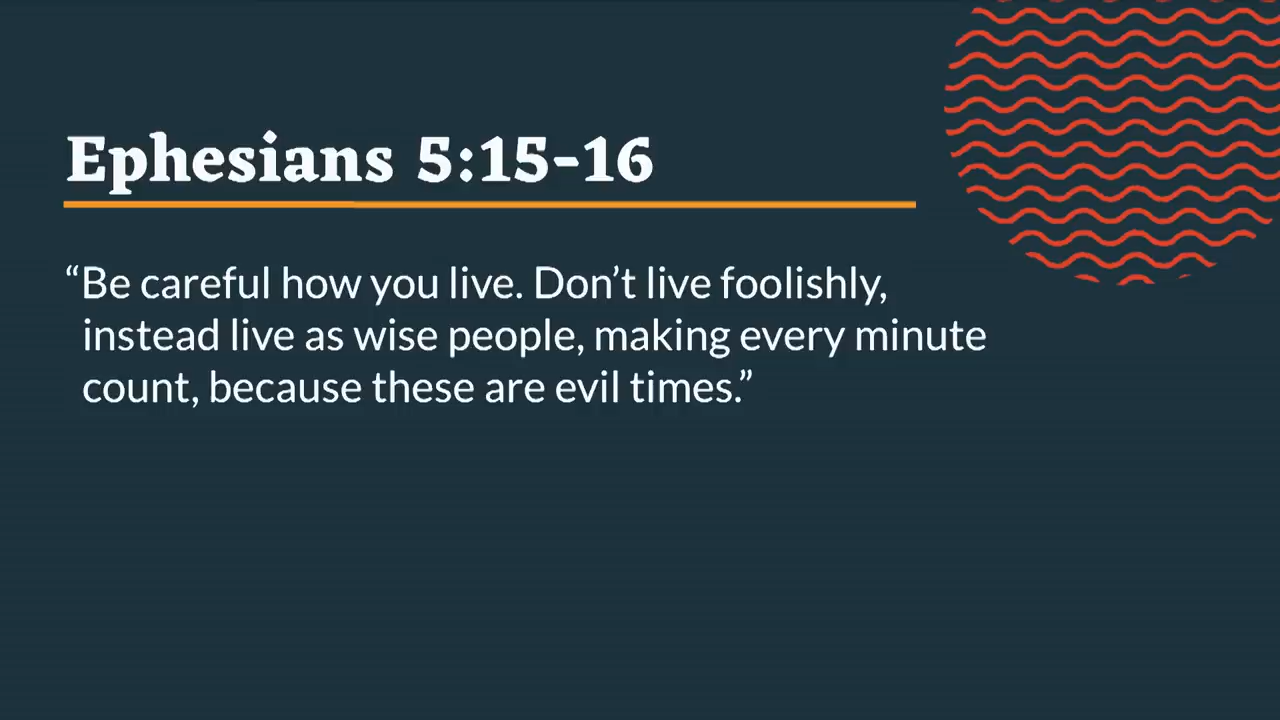 Ephesians 5:15-16
“Be careful how you live. Don’t live foolishly,
instead live as wise people, making every minute
count, because these are evil times.”